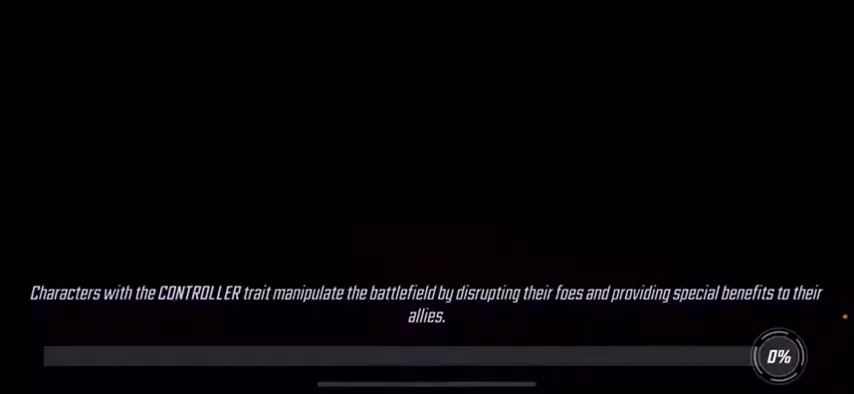 Characters with the CONTROLLER trait manipulate the battlefield by disrupting their foes and providing special benefits to their
allies.
0%